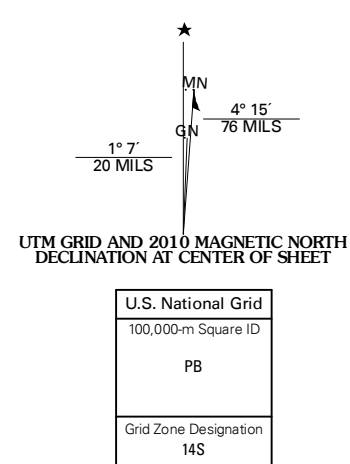 MN
4° 15´
76 MILS
GN
1° 7´
20 MILS
UTM GRID AND 2010 MAGNETIC NORTH
DECLINATION AT CENTER OF SHEET
U.S. National Grid
100,000-m Square ID
PB
Grid Zone Designation
14S